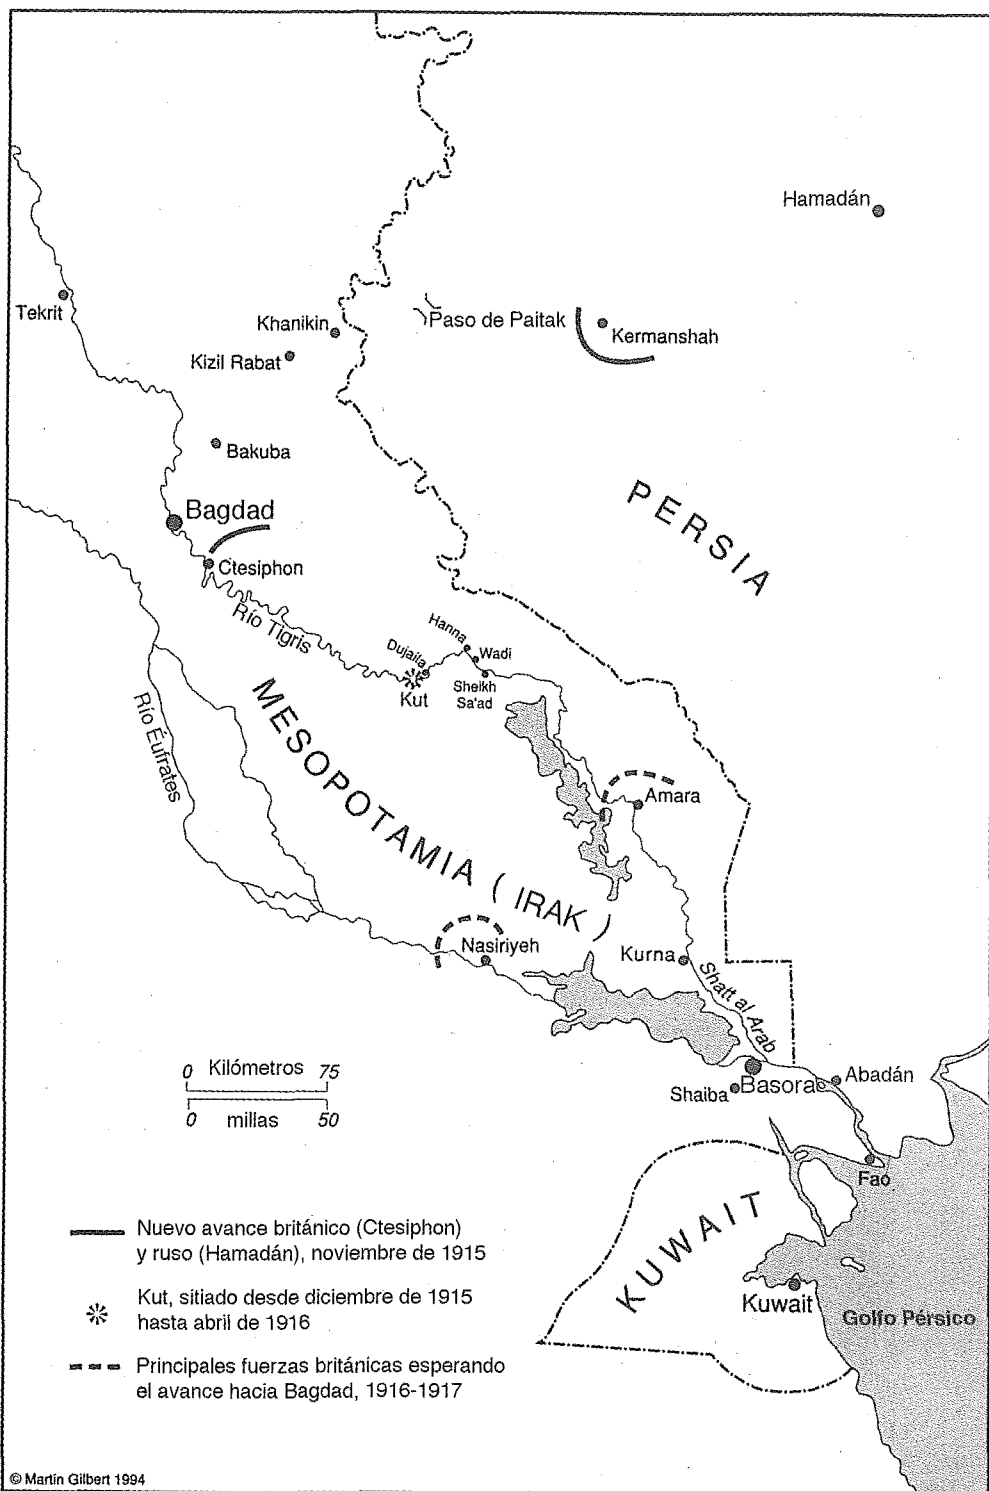 Hamadán
Tekrit
Khanikin
Paso de Paitak
Kermanshah
Kizil Rabat
Bakuba
Bagdad
PERSIA
Ctesiphon
Río Tigris
Hanna
Wadi
Dujaila
Sheikh
Sa'ad
Kut
MESOPOTAMIA ( IRAK )
Río Éufrates
Amara
Nasiriyeh
Kurna
Shatt al Arab
0 Kilómetros 75
0 millas 50
Basora
Abadán
Shaiba
Fao
KUWAIT
Kuwait
Golfo Pérsico
Nuevo avance británico (Ctesiphon)
y ruso (Hamadán), noviembre de 1915
Kut, sitiado desde diciembre de 1915
hasta abril de 1916
Principales fuerzas británicas esperando
el avance hacia Bagdad, 1916-1917
© Martin Gilbert 1994